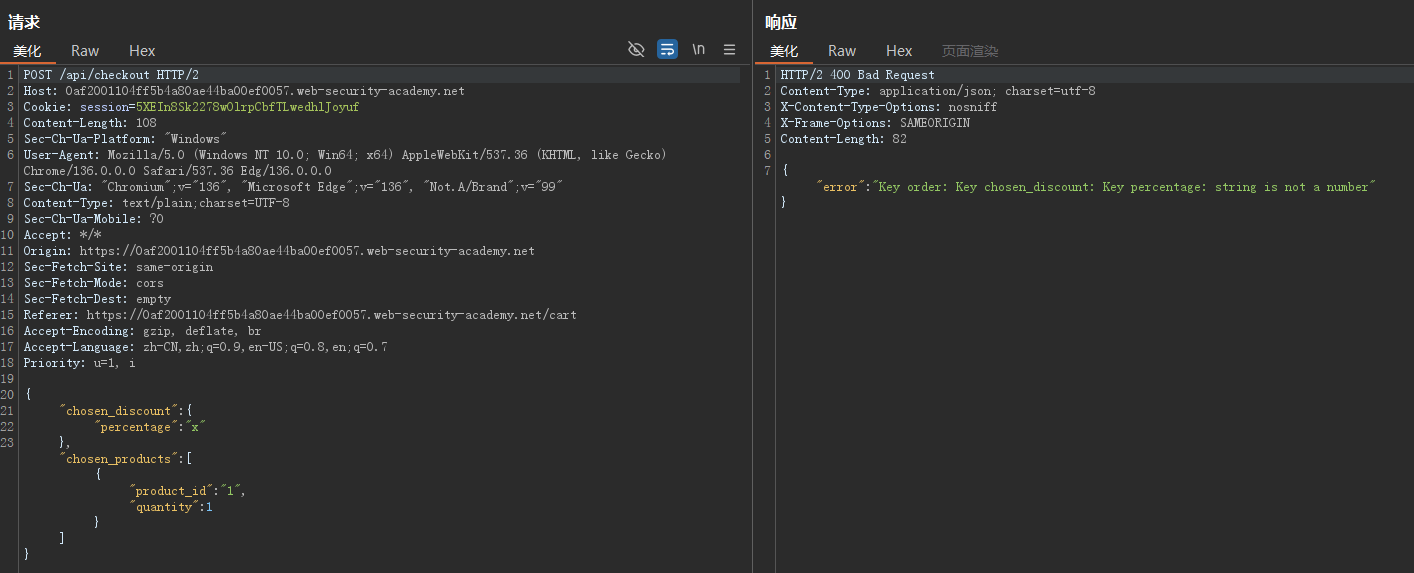 请求
美化 Raw Hex
\n
1 POST /api/checkout HTTP/2
2 Host: 0af2001104ff5b4a80ae44ba00ef0057.web-security-academy.net
3 Cookie: session=5XEIn8Sk2278wOlrpCbfTLwedhlJoyuf
4 Content-Length: 108
5 Sec-Ch-Ua-Platform: "Windows"
6 User-Agent: Mozilla/5.0 (Windows NT 10.0; Win64; x64) AppleWebKit/537.36 (KHTML, like Gecko)
Chrome/136.0.0.0 Safari/537.36 Edg/136.0.0.0
7 Sec-Ch-Ua: "Chromium";v="136", "Microsoft Edge";v="136", "Not.A/Brand";v="99"
8 Content-Type: text/plain;charset=UTF-8
9 Sec-Ch-Ua-Mobile: ?0
10 Accept: */*
11 Origin: https://0af2001104ff5b4a80ae44ba00ef0057.web-security-academy.net
12 Sec-Fetch-Site: same-origin
13 Sec-Fetch-Mode: cors
14 Sec-Fetch-Dest: empty
15 Referer: https://0af2001104ff5b4a80ae44ba00ef0057.web-security-academy.net/cart
16 Accept-Encoding: gzip, deflate, br
17 Accept-Language: zh-CN,zh;q=0.9,en-US;q=0.8,en;q=0.7
18 Priority: u=1, i
19
20 {
21 "chosen_discount":{
22 "percentage":"x"
23 },
"chosen_products":[
{
"product_id":"1",
"quantity":1
}
]
}
响应
美化 Raw Hex 页面渲染
1 HTTP/2 400 Bad Request
2 Content-Type: application/json; charset=utf-8
3 X-Content-Type-Options: nosniff
4 X-Frame-Options: SAMEORIGIN
5 Content-Length: 82
6
7 {
"error":"Key order: Key chosen_discount: Key percentage: string is not a number"
}